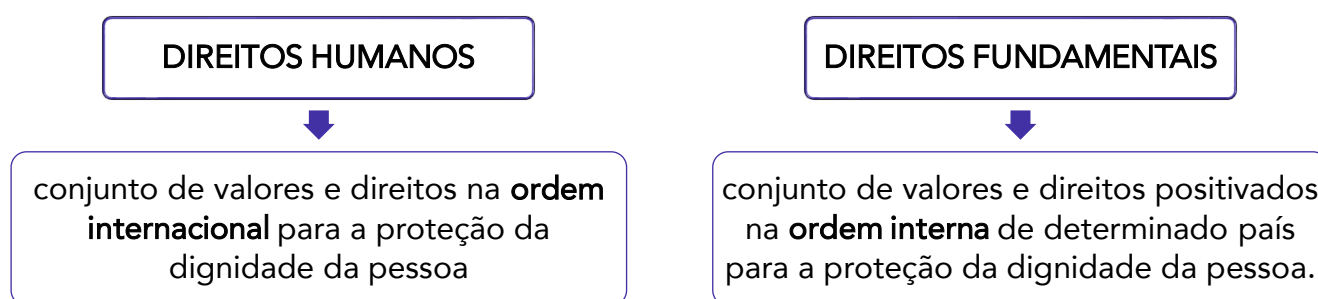 DIREITOS HUMANOS
conjunto de valores e direitos na ordem
internacional para a proteção da
dignidade da pessoa
DIREITOS FUNDAMENTAIS
conjunto de valores e direitos positivados
na ordem interna de determinado país
para a proteção da dignidade da pessoa.